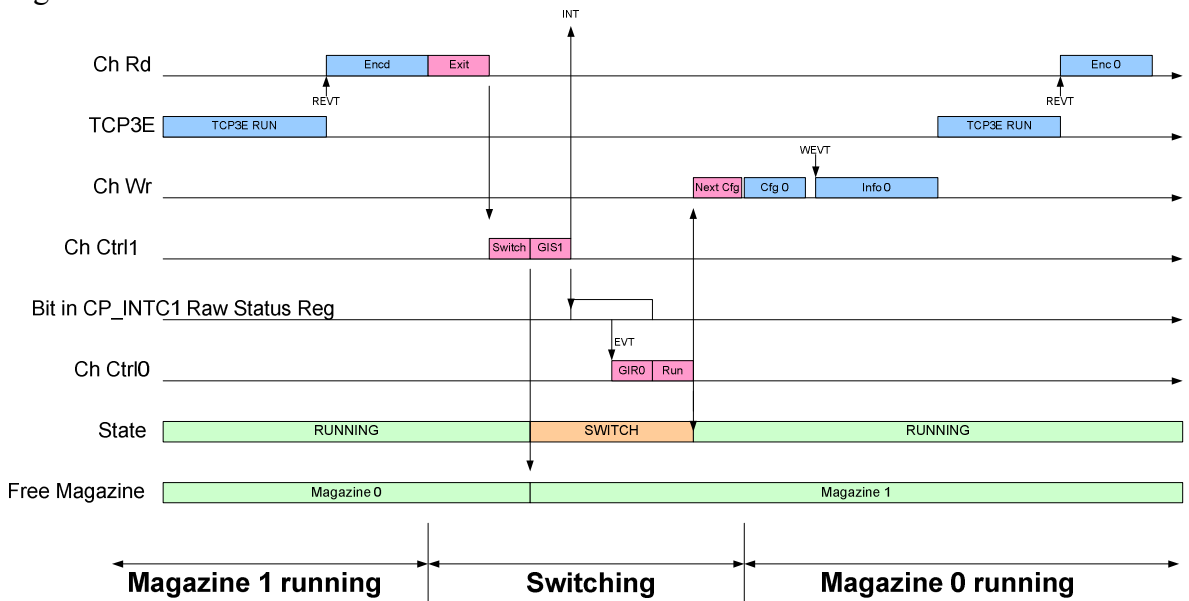 INT
Ch Rd
Encd
Exit
Enc 0
REVT
REVT
TCP3E
TCP3E RUN
TCP3E RUN
WEVT
Ch Wr
Next Cfg
Cfg 0
Info 0
Ch Ctrl1
Switch
GIS1
Bit in CP_INTC1 Raw Status Reg
EVT
Ch Ctrl0
GIR0
Run
State
RUNNING
SWITCH
RUNNING
Free Magazine
Magazine 0
Magazine 1
Magazine 1 running
Switching
Magazine 0 running